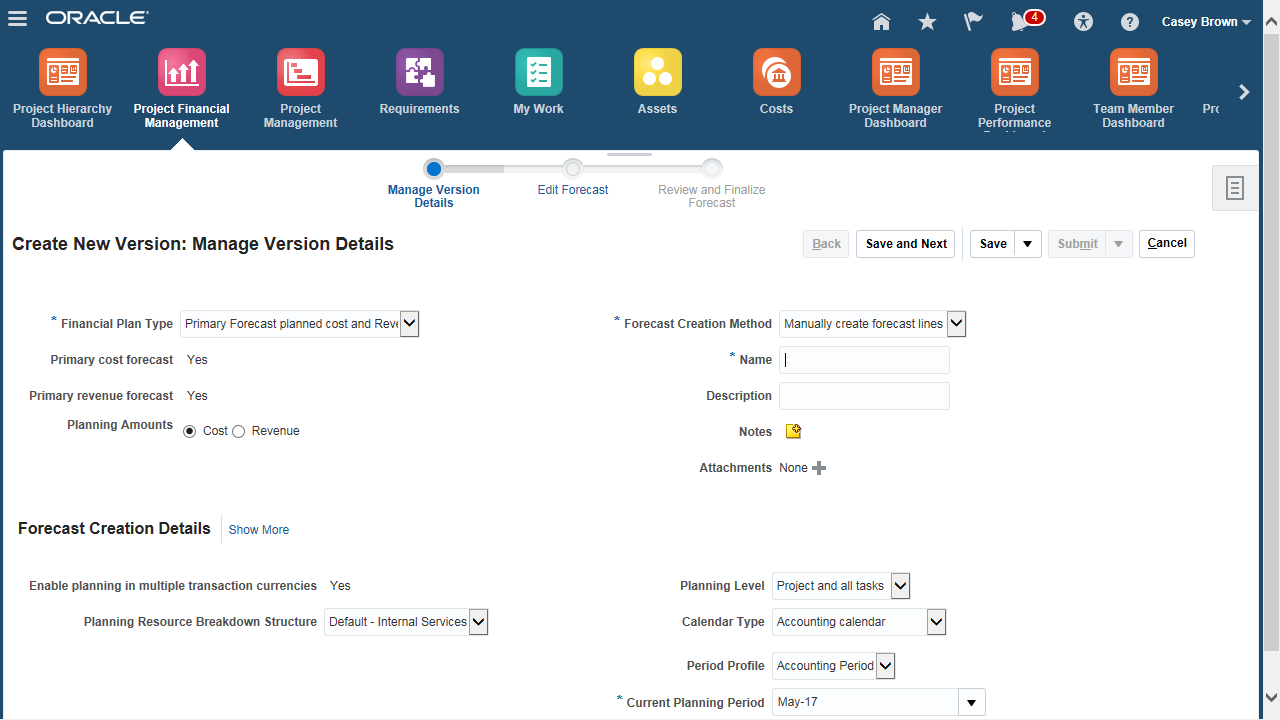 ORACLE
4
Casey Brown
Project Hierarchy Dashboard
Project Financial Management
Project Management
Requirements
My Work
Assets
Costs
Project Manager Dashboard
Project Performance
Team Member Dashboard
Manage Version Details
Edit Forecast
Review and Finalize Forecast
Create New Version: Manage Version Details
Back
Save and Next
Save
Submit
Cancel
* Financial Plan Type Primary Forecast planned cost and Reve
Primary cost forecast Yes
Primary revenue forecast Yes
Planning Amounts Cost Revenue
* Forecast Creation Method Manually create forecast lines
* Name
Description
Notes
Attachments None
Forecast Creation Details Show More
Enable planning in multiple transaction currencies Yes
Planning Resource Breakdown Structure Default - Internal Services
Planning Level Project and all tasks
Calendar Type Accounting calendar
Period Profile Accounting Period
* Current Planning Period May-17